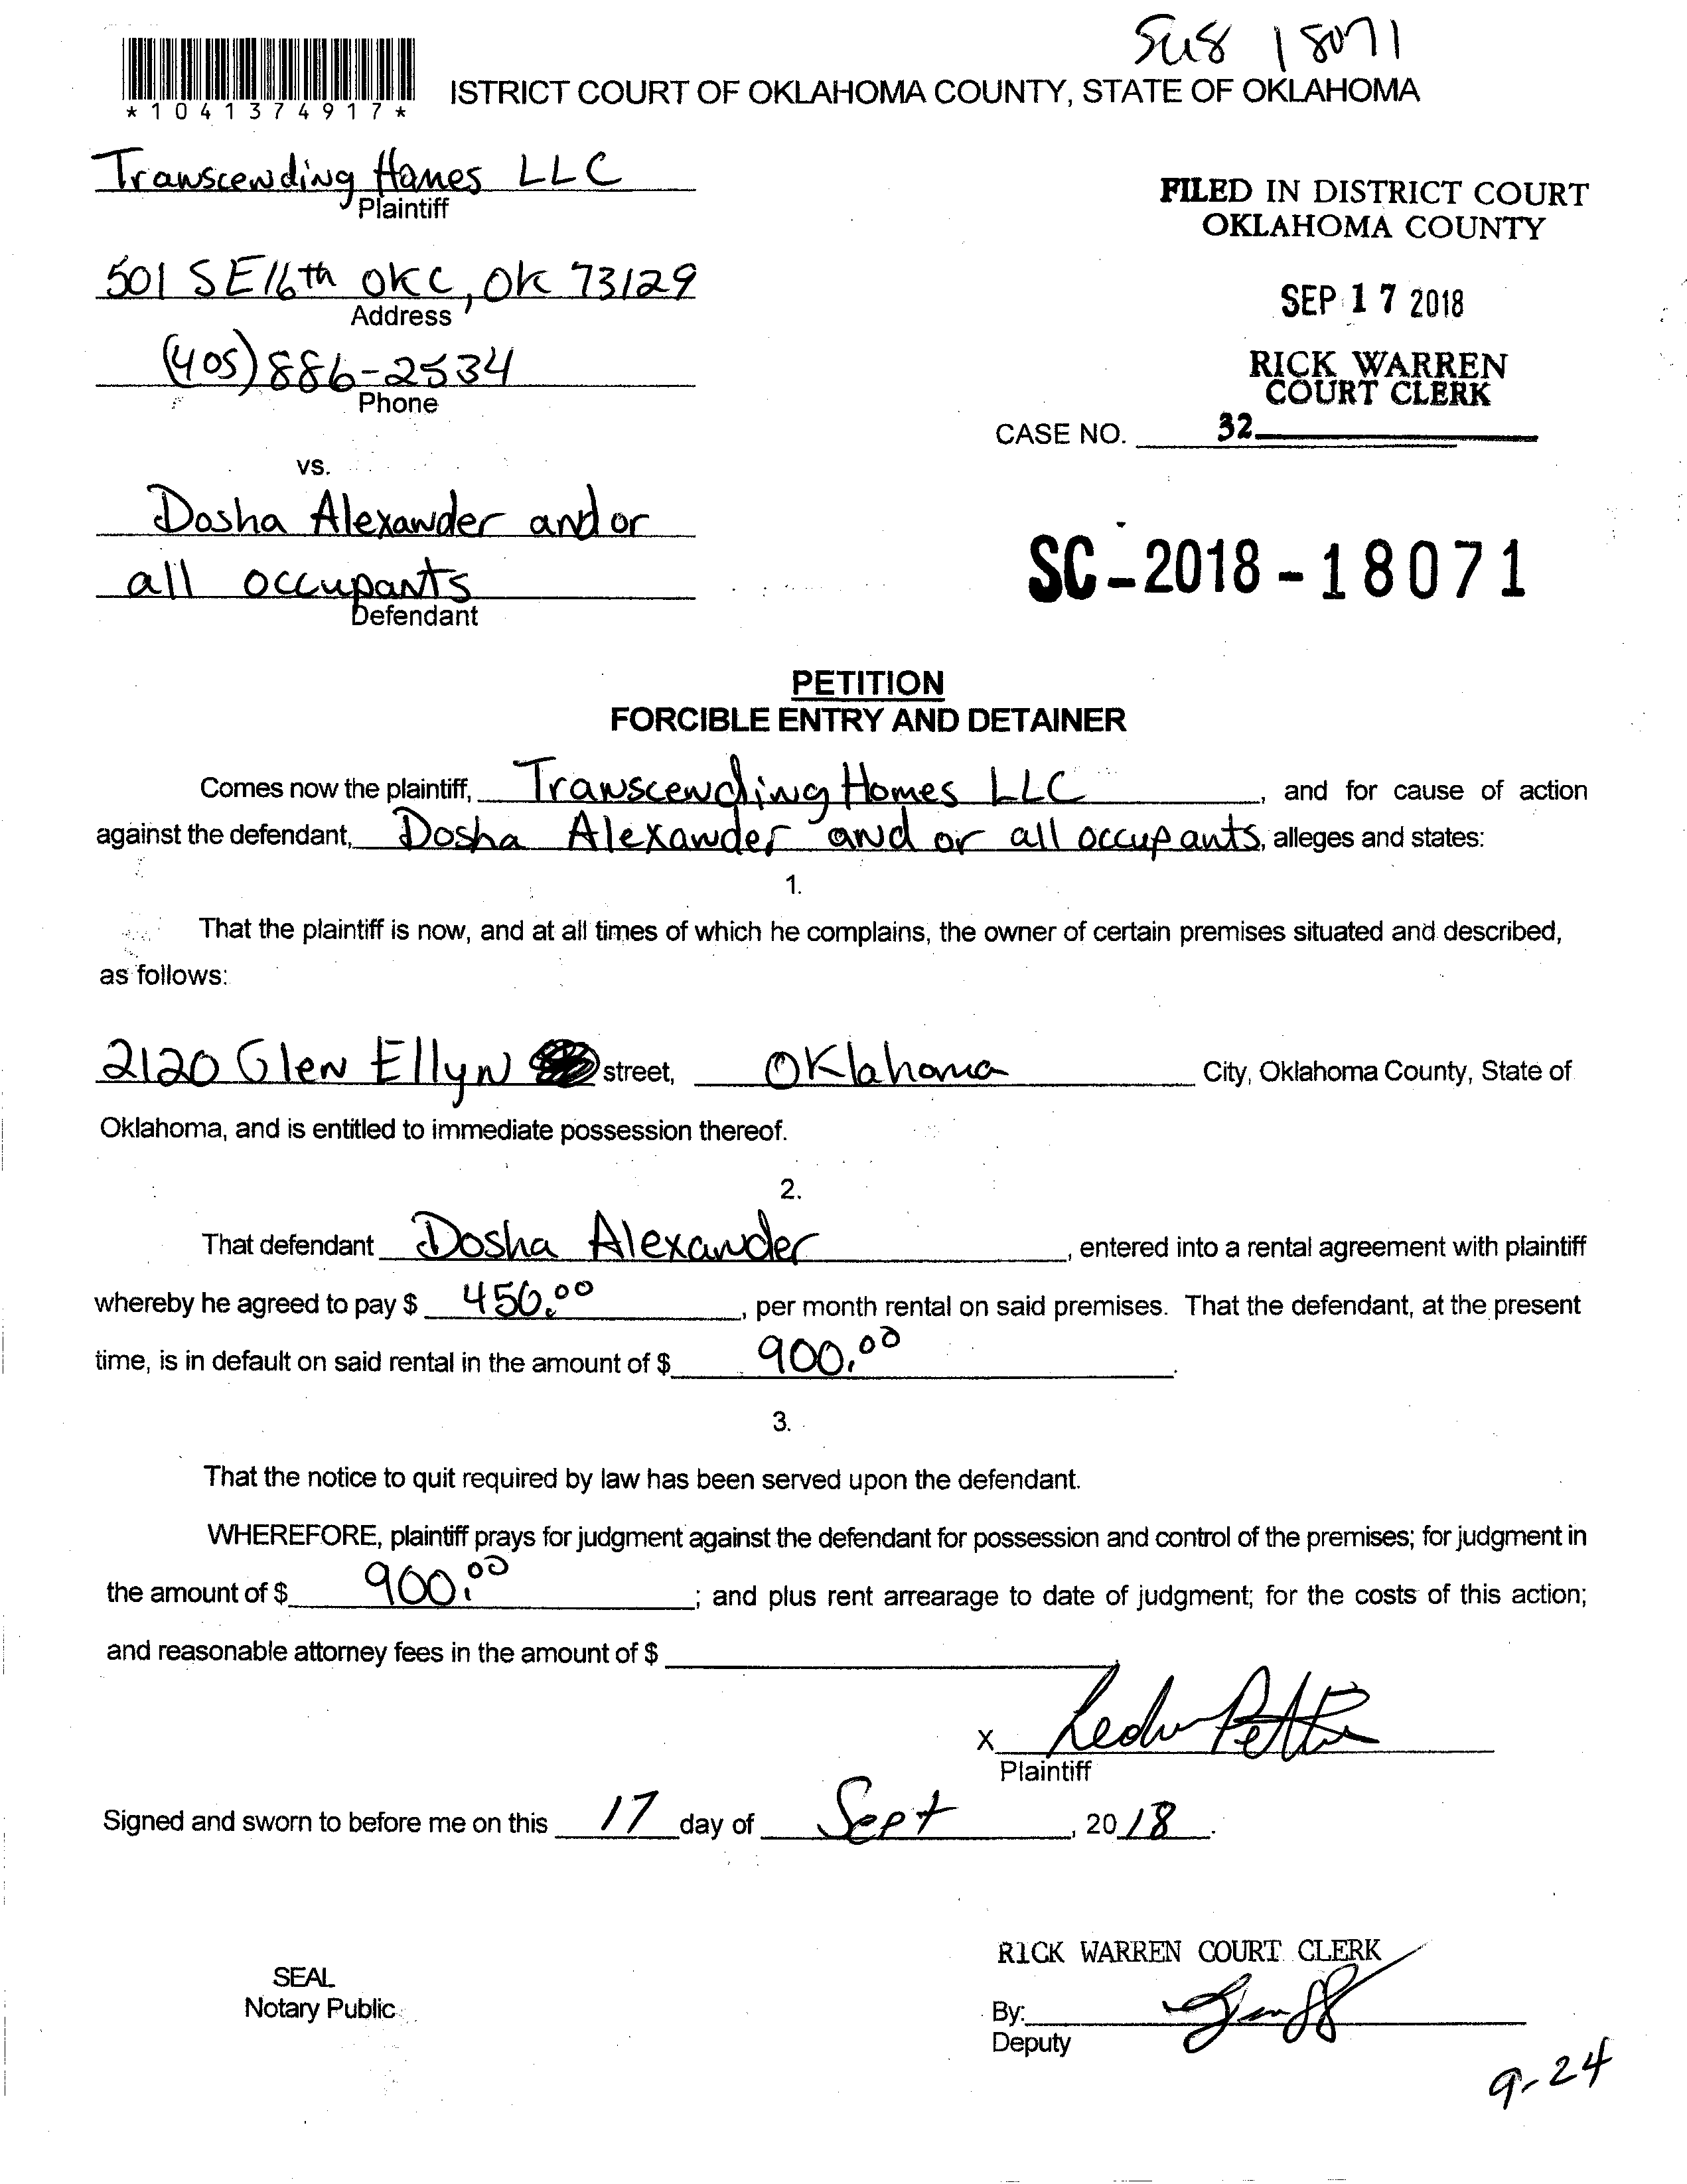 SC18 18071
*1041374917*
ISTRICT COURT OF OKLAHOMA COUNTY, STATE OF OKLAHOMA
Transcending Homes LLC
Plaintiff
FILED IN DISTRICT COURT
OKLAHOMA COUNTY
501 SE 16th OKC, OK 73129
Address
SEP 17 2018
(405) 886-2534
Phone
RICK WARREN
COURT CLERK
CASE NO. 32
vs.
Dosha Alexander and or
all occupants
Defendant
SC-2018-18071
PETITION
FORCIBLE ENTRY AND DETAINER
Comes now the plaintiff, Transcending Homes LLC, and for cause of action
against the defendant, Dosha Alexander and or all occupants, alleges and states:
1.
That the plaintiff is now, and at all times of which he complains, the owner of certain premises situated and described,
as follows:
2120 Glen Ellyn street, Oklahoma City, Oklahoma County, State of
Oklahoma, and is entitled to immediate possession thereof.
2.
That defendant Dosha Alexander, entered into a rental agreement with plaintiff
whereby he agreed to pay $ 450.00, per month rental on said premises. That the defendant, at the present
time, is in default on said rental in the amount of $ 900.00.
3.
That the notice to quit required by law has been served upon the defendant.
WHEREFORE, plaintiff prays for judgment against the defendant for possession and control of the premises; for judgment in
the amount of $ 900.00; and plus rent arrearage to date of judgment; for the costs of this action;
and reasonable attorney fees in the amount of $
X
Plaintiff
Signed and sworn to before me on this 17 day of Sept, 2018.
RICK WARREN COURT CLERK
SEAL
Notary Public
By:
Deputy
9-24